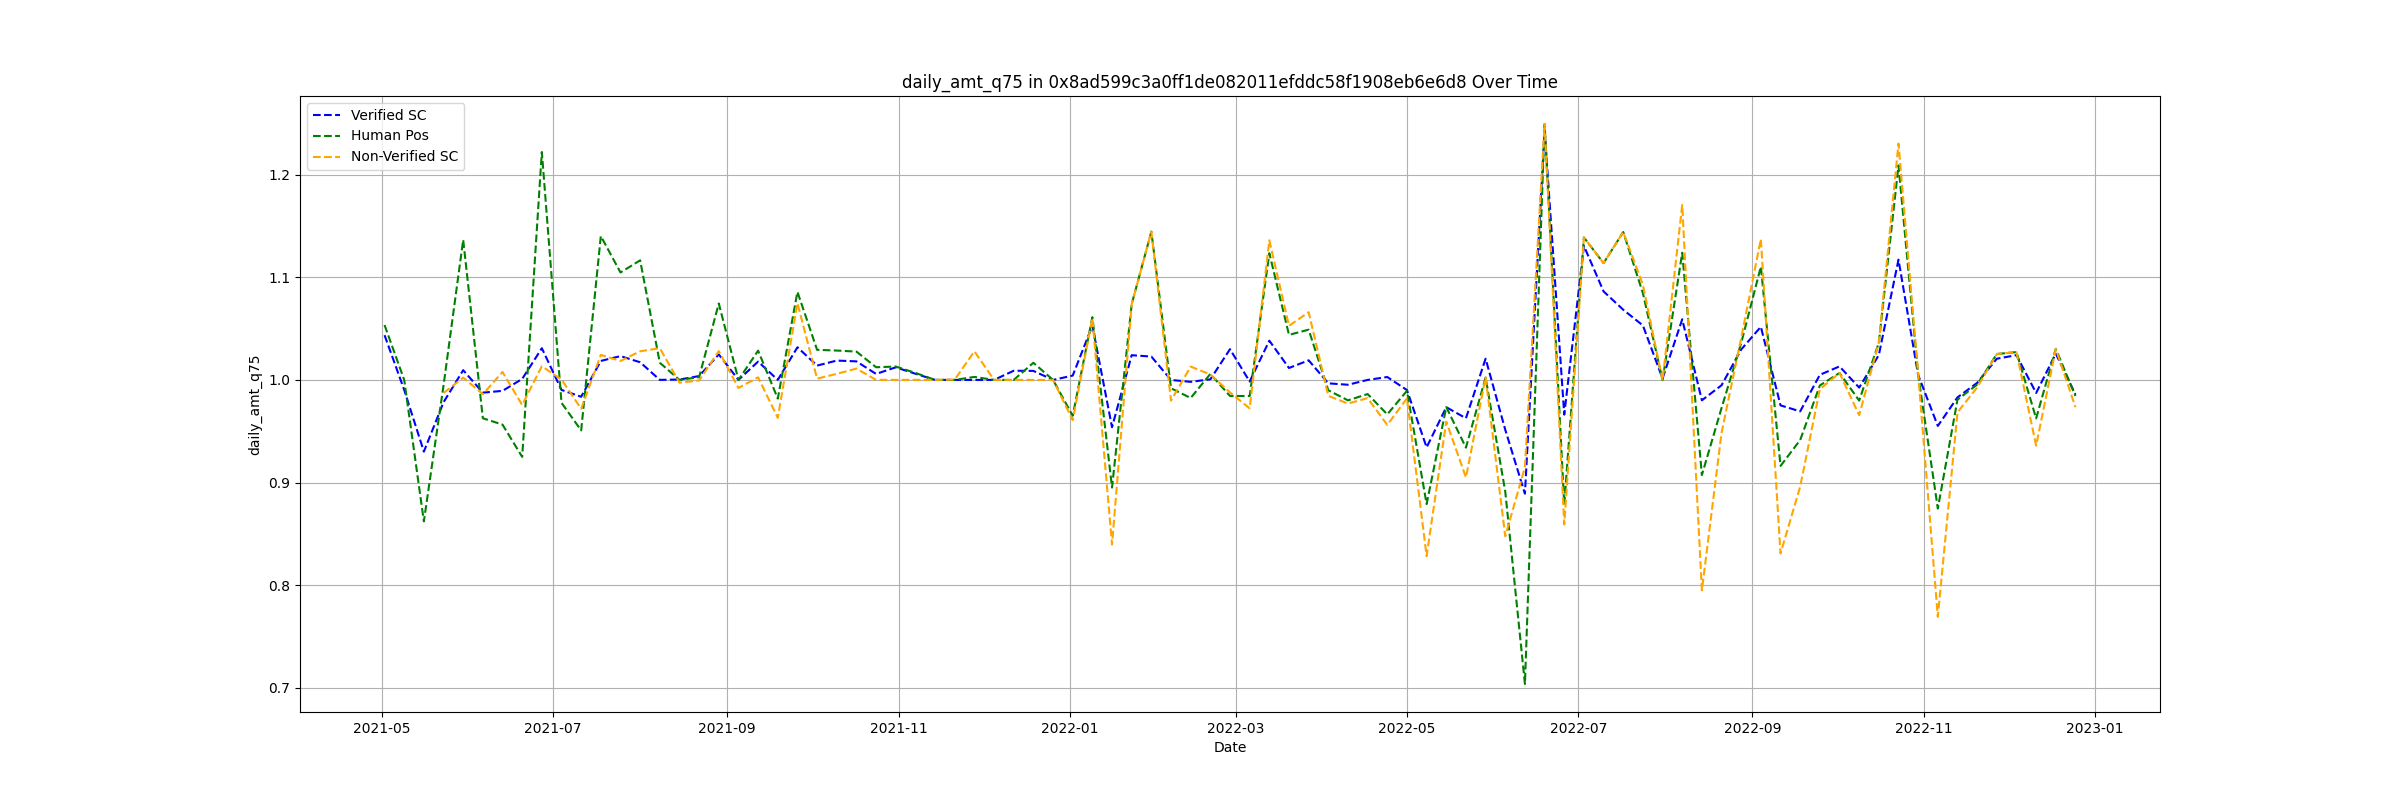 daily_amt_q75 in 0x8ad599c3a0ff1de082011efddc58f1908eb6e6d8 Over Time
Verified SC
Human Pos
Non-Verified SC
daily_amt_q75
1.2
1.1
1.0
0.9
0.8
0.7
2021-05
2021-07
2021-09
2021-11
2022-01
2022-03
2022-05
2022-07
2022-09
2022-11
2023-01
Date